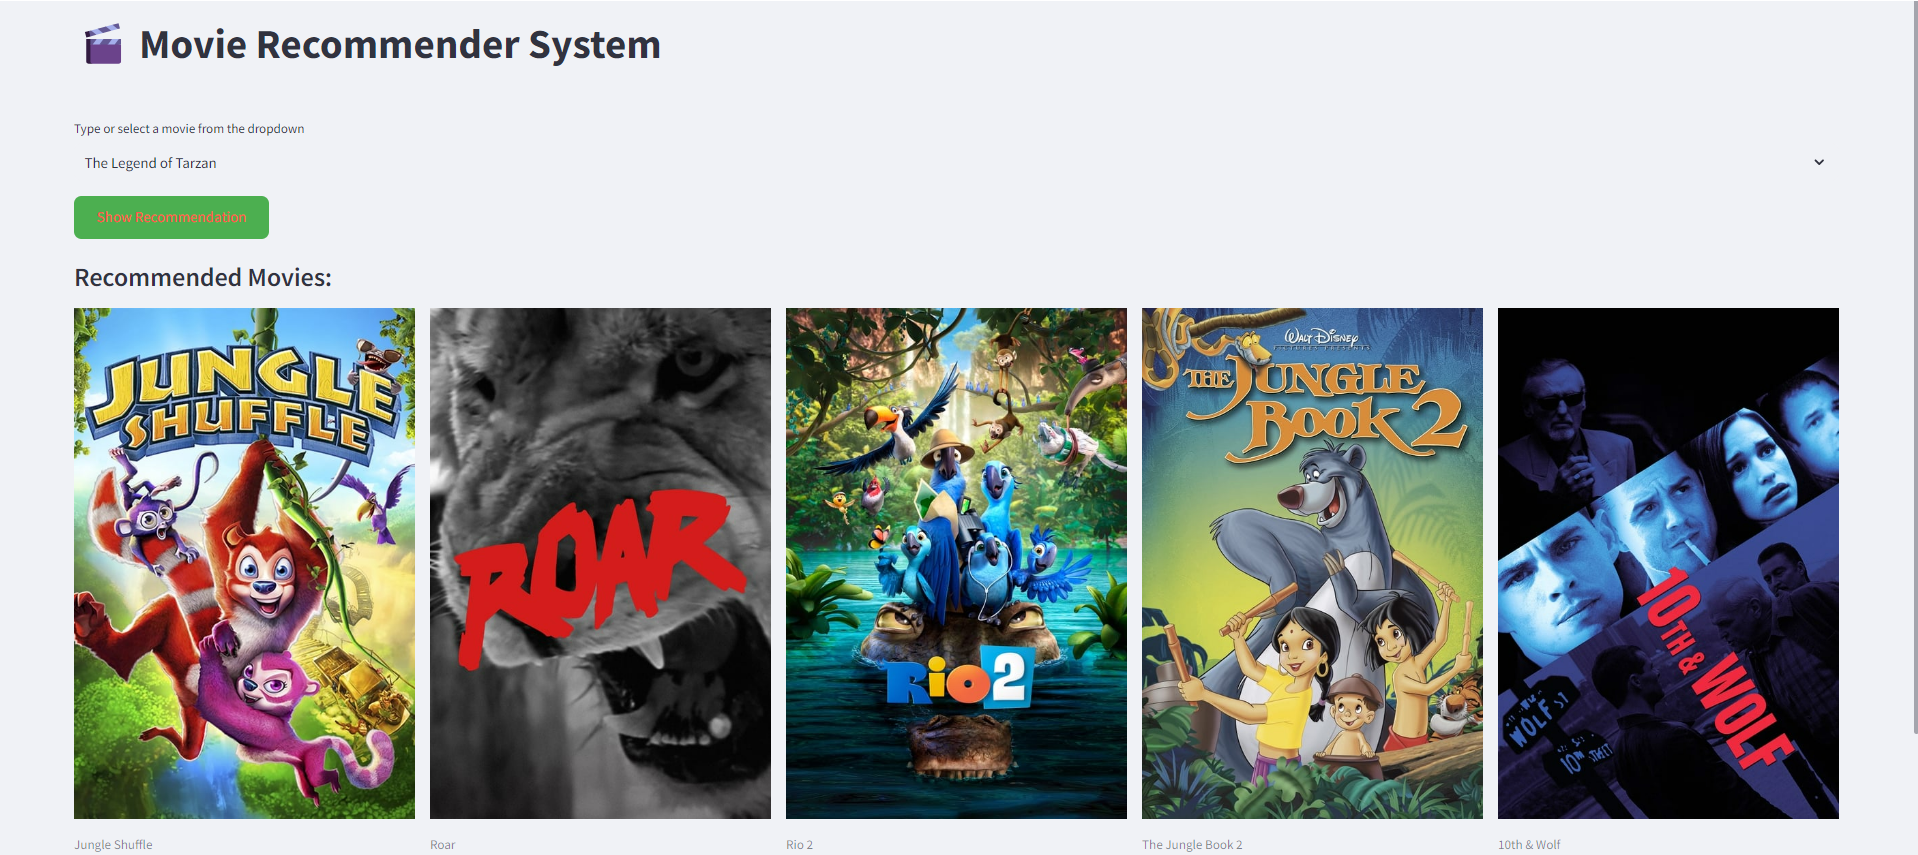 Movie Recommender System
Type or select a movie from the dropdown
The Legend of Tarzan
Show Recommendation
Recommended Movies:
JUNGLE
SHUFFLE
ROAR
Rio 2
WALT DISNEY
PICTURES PRESENTS
THE JUNGLE
BOOK 2
10TH &
WOLF
WOLF ST
10TH STREET
Jungle Shuffle
Roar
Rio 2
The Jungle Book 2
10th & Wolf